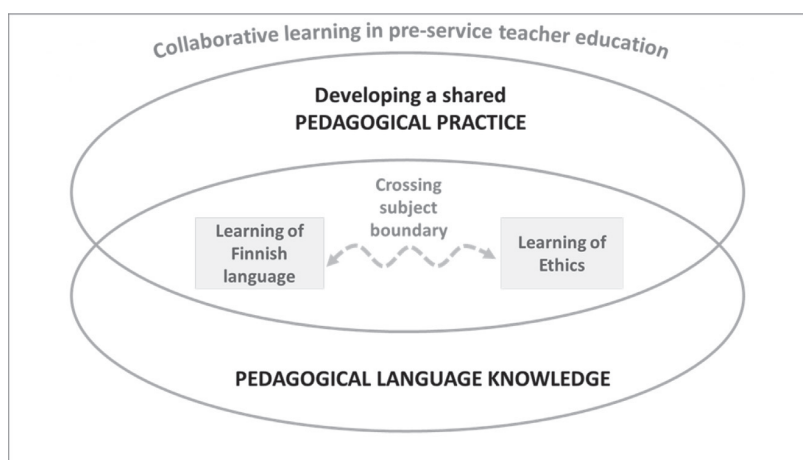 Collaborative learning in pre-service teacher education
Developing a shared
PEDAGOGICAL PRACTICE
Crossing
subject
boundary
Learning of
Finnish
language
Learning of
Ethics
PEDAGOGICAL LANGUAGE KNOWLEDGE